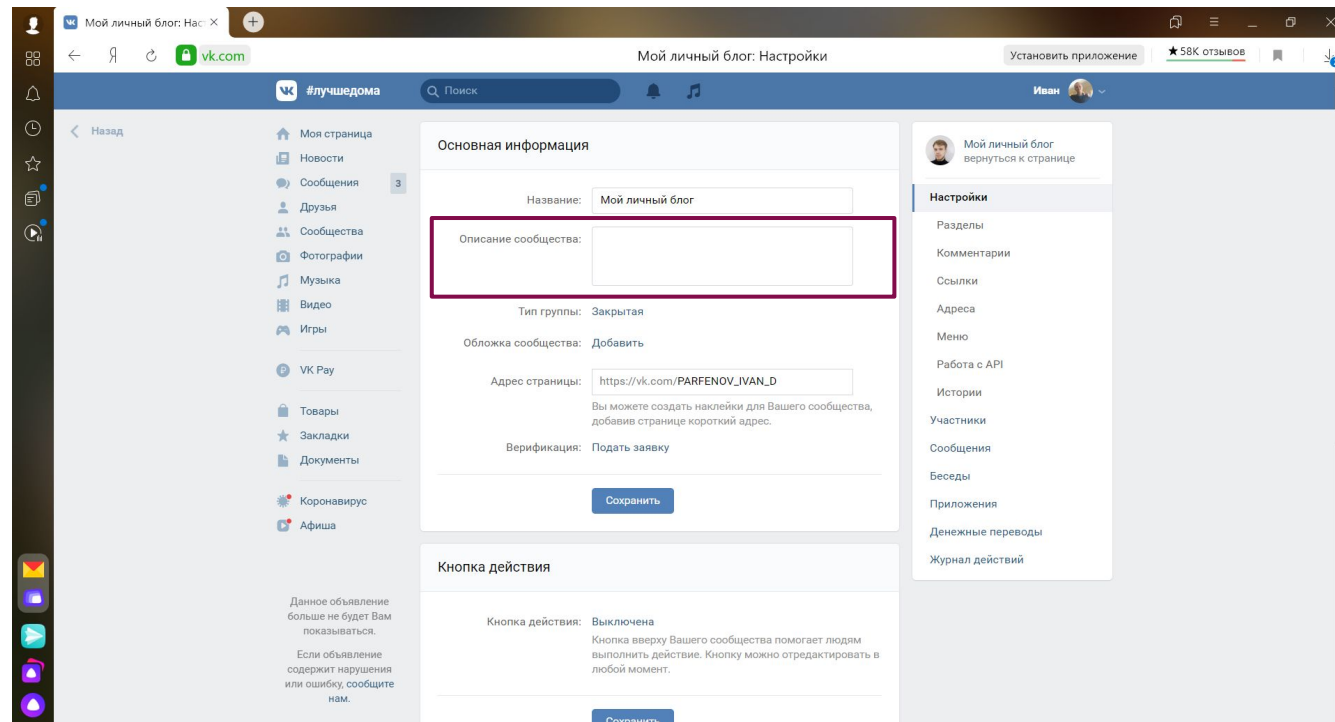 Мой личный блог: Нас
vk.com
Мой личный блог: Настройки
Установить приложение
★ 58K отзывов
#лучшедома
Поиск
Иван
Назад
Моя страница
Новости
Сообщения 3
Друзья
Сообщества
Фотографии
Музыка
Видео
Игры
VK Pay
Товары
Закладки
Документы
Коронавирус
Афиша
Данное объявление
больше не будет Вам
показываться.
Если объявление
содержит нарушения
или ошибку, сообщите
нам.
Основная информация
Название: Мой личный блог
Описание сообщества:
Тип группы: Закрытая
Обложка сообщества: Добавить
Адрес страницы: https://vk.com/PARFENOV_IVAN_D
Вы можете создать наклейки для Вашего сообщества,
добавив странице короткий адрес.
Верификация: Подать заявку
Сохранить
Кнопка действия
Кнопка действия: Выключена
Кнопка вверху Вашего сообщества помогает людям
выполнить действие. Кнопку можно отредактировать в
любой момент.
Сохранить
Мой личный блог
вернуться к странице
Настройки
Разделы
Комментарии
Ссылки
Адреса
Меню
Работа с API
Истории
Участники
Сообщения
Беседы
Приложения
Денежные переводы
Журнал действий